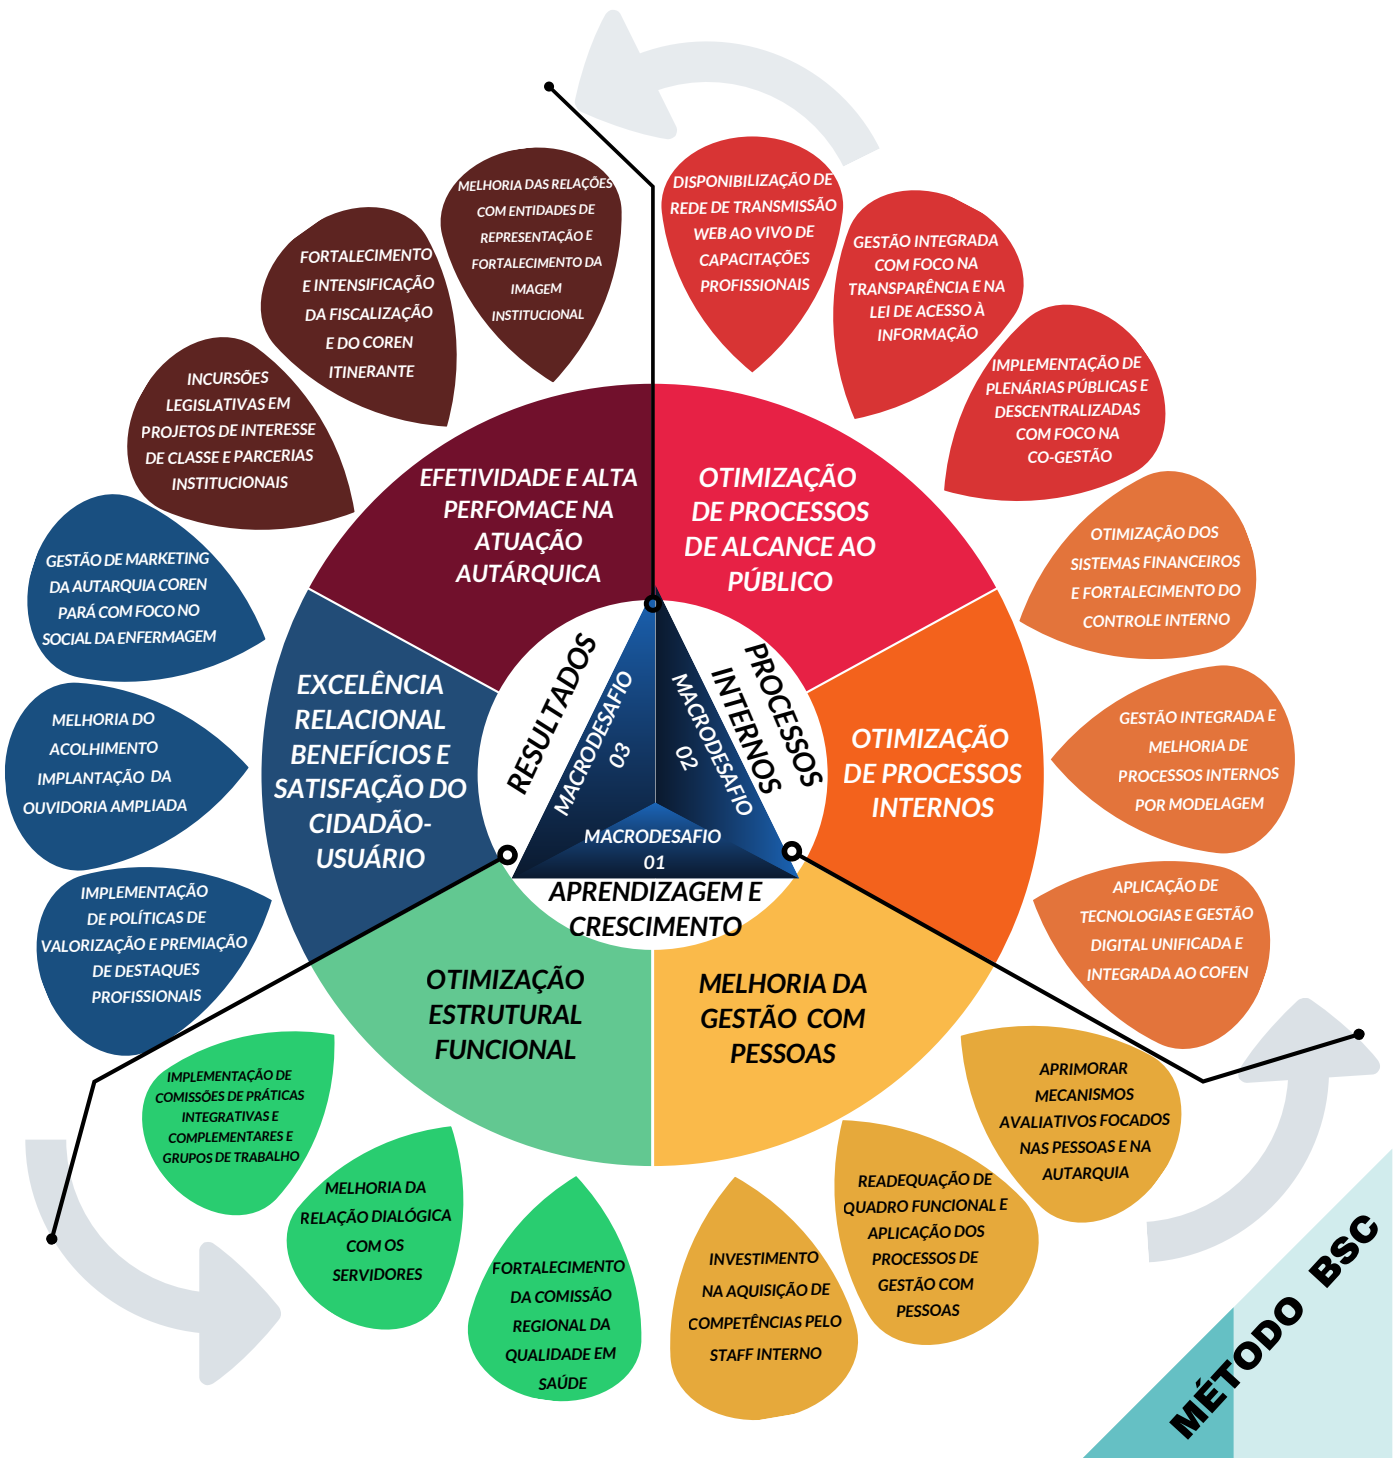 MELHORIA DAS RELAÇÕES
COM ENTIDADES DE
REPRESENTAÇÃO E
FORTALECIMENTO DA
IMAGEM
INSTITUCIONAL
DISPONIBILIZAÇÃO DE
REDE DE TRANSMISSÃO
WEB AO VIVO DE
CAPACITAÇÕES
PROFISSIONAIS
GESTÃO INTEGRADA
COM FOCO NA
TRANSPARÊNCIA E NA
LEI DE ACESSO À
INFORMAÇÃO
IMPLEMENTAÇÃO DE
PLENÁRIAS PÚBLICAS E
DESCENTRALIZADAS
COM FOCO NA
CO-GESTÃO
OTIMIZAÇÃO DOS
SISTEMAS FINANCEIROS
E FORTALECIMENTO DO
CONTROLE INTERNO
GESTÃO INTEGRADA E
MELHORIA DE
PROCESSOS INTERNOS
POR MODELAGEM
APLICAÇÃO DE
TECNOLOGIAS E GESTÃO
DIGITAL UNIFICADA E
INTEGRADA AO COFEN
APRIMORAR
MECANISMOS
AVALIATIVOS FOCADOS
NAS PESSOAS E NA
AUTARQUIA
READEQUAÇÃO DE
QUADRO FUNCIONAL E
APLICAÇÃO DOS
PROCESSOS DE
GESTÃO COM
PESSOAS
INVESTIMENTO
NA AQUISIÇÃO DE
COMPETÊNCIAS PELO
STAFF INTERNO
FORTALECIMENTO
DA COMISSÃO
REGIONAL DA
QUALIDADE EM
SAÚDE
MELHORIA DA
RELAÇÃO DIALÓGICA
COM OS
SERVIDORES
IMPLEMENTAÇÃO DE
COMISSÕES DE PRÁTICAS
INTEGRATIVAS E
COMPLEMENTARES E
GRUPOS DE TRABALHO
IMPLEMENTAÇÃO
DE POLÍTICAS DE
VALORIZAÇÃO E PREMIAÇÃO
DE DESTAQUES
PROFISSIONAIS
MELHORIA DO
ACOLHIMENTO
IMPLANTAÇÃO DA
OUVIDORIA AMPLIADA
GESTÃO DE MARKETING
DA AUTARQUIA COREN
PARÁ COM FOCO NO
SOCIAL DA ENFERMAGEM
INCURSÕES
LEGISLATIVAS EM
PROJETOS DE INTERESSE
DE CLASSE E PARCERIAS
INSTITUCIONAIS
FORTALECIMENTO
E INTENSIFICAÇÃO
DA FISCALIZAÇÃO
E DO COREN
ITINERANTE
EFETIVIDADE E ALTA
PERFOMACE NA
ATUAÇÃO
AUTÁRQUICA
OTIMIZAÇÃO
DE PROCESSOS
DE ALCANCE AO
PÚBLICO
OTIMIZAÇÃO
DE PROCESSOS
INTERNOS
MELHORIA DA
GESTÃO COM
PESSOAS
OTIMIZAÇÃO
ESTRUTURAL
FUNCIONAL
EXCELÊNCIA
RELACIONAL
BENEFÍCIOS E
SATISFAÇÃO DO
CIDADÃO-
USUÁRIO
RESULTADOS
MACRODESAFIO
03
PROCESSOS
INTERNOS
MACRODESAFIO
02
MACRODESAFIO
01
APRENDIZAGEM E
CRESCIMENTO
MÉTODO BSC